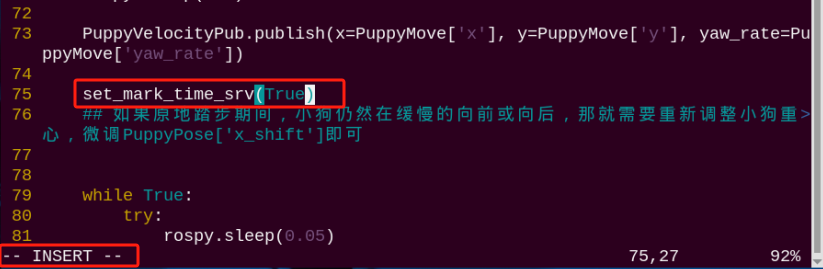 72
73 PuppyVelocityPub.publish(x=PuppyMove['x'], y=PuppyMove['y'], yaw_rate=Pu
ppyMove['yaw_rate'])
74
75 set_mark_time_srv(True)
76 ## 如果原地踏步期间，小狗仍然在缓慢的向前或向后，那就需要重新调整小狗重>
心，微调PuppyPose['x_shift']即可
77
78
79 while True:
80 try:
81 rospy.sleep(0.05)
-- INSERT -- 75,27 92%